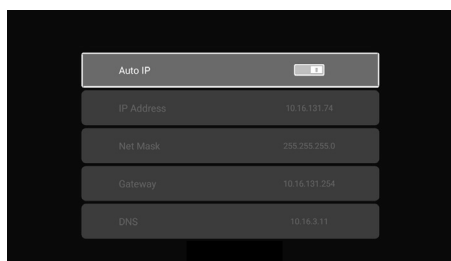 Auto IP
IP Address 10.16.131.74
Net Mask 255.255.255.0
Gateway 10.16.131.254
DNS 10.16.3.11